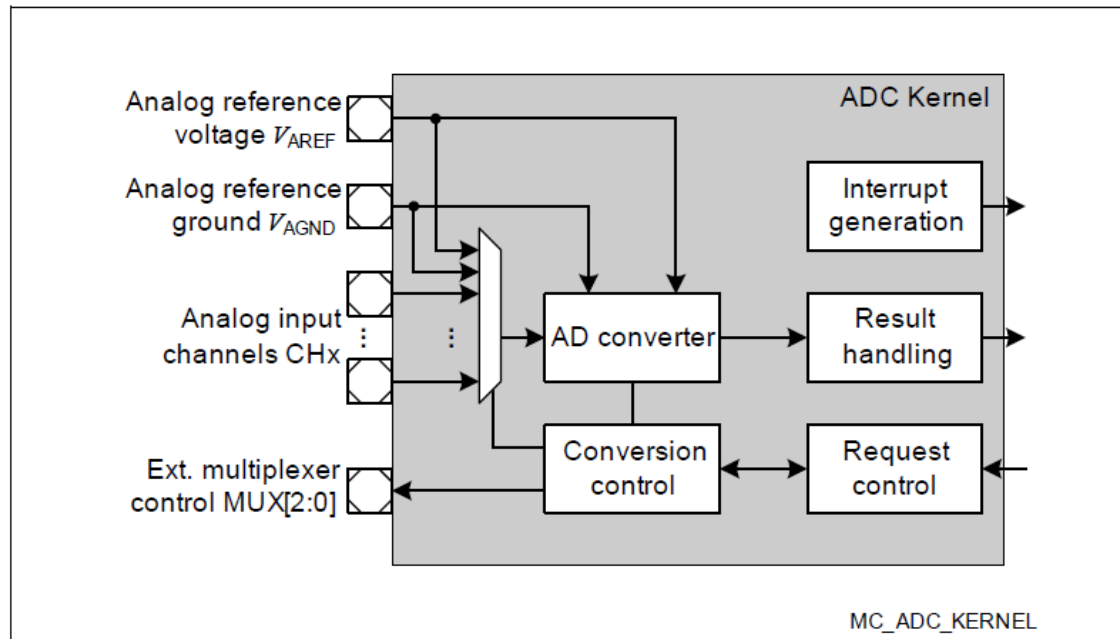 ADC Kernel
Analog reference
voltage VAREF
Analog reference
ground VAGND
Interrupt
generation
Analog input
channels CHx
AD converter
Result
handling
Ext. multiplexer
control MUX[2:0]
Conversion
control
Request
control
MC_ADC_KERNEL